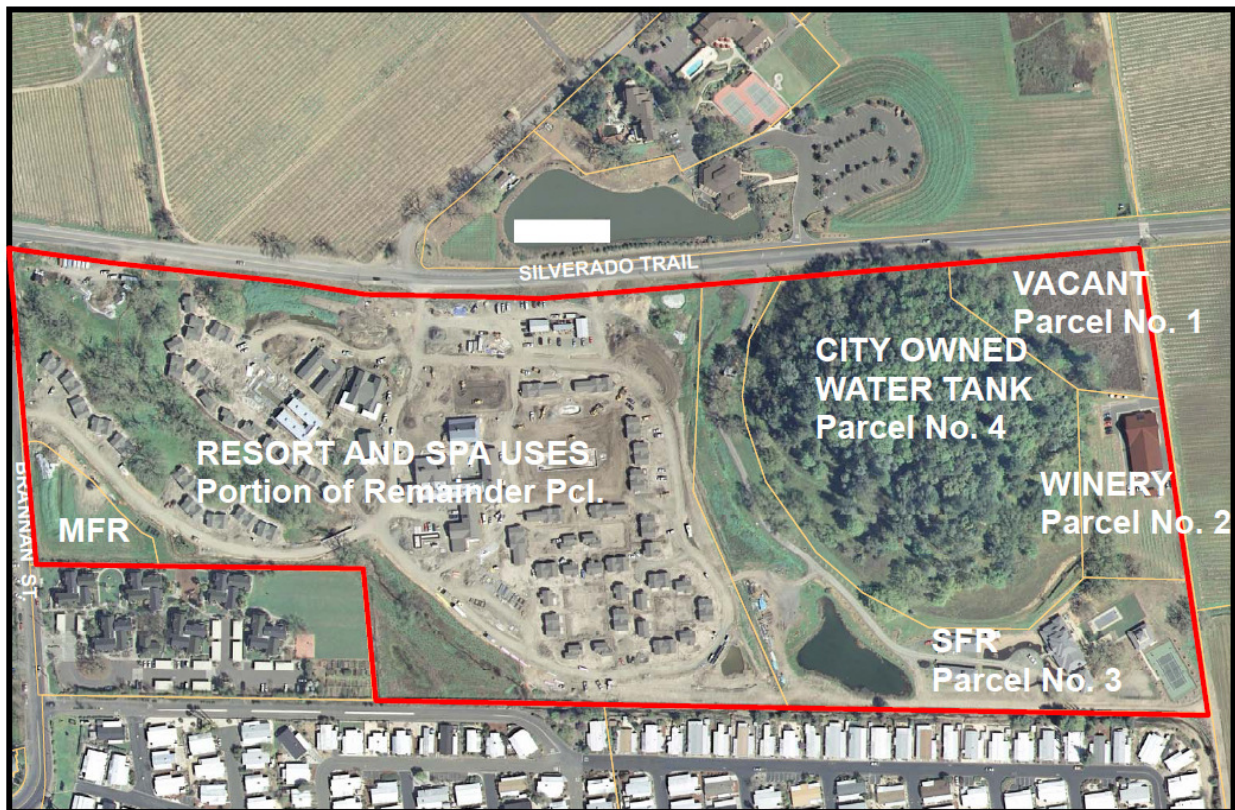 SILVERADO TRAIL
VACANT
Parcel No. 1
CITY OWNED
WATER TANK
Parcel No. 4
RESORT AND SPA USES
Portion of Remainder Pcl.
WINERY
Parcel No. 2
MFR
BRANNAN ST.
SFR
Parcel No. 3